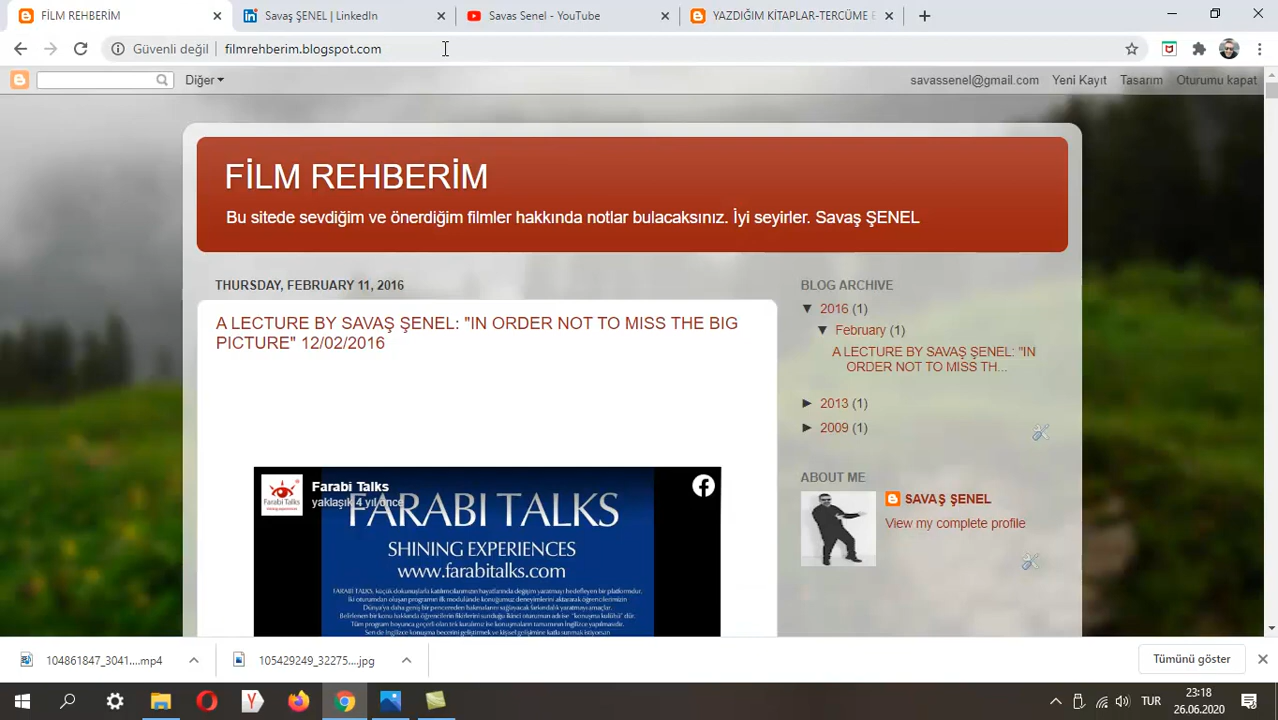 FİLM REHBERİM
Savaş ŞENEL | LinkedIn
Savas Senel - YouTube
YAZDIĞIM KİTAPLAR-TERCÜME E
Güvenli değil
filmrehberim.blogspot.com
Diğer
savassenel@gmail.com
Yeni Kayıt
Tasarım
Oturumu kapat
FİLM REHBERİM
Bu sitede sevdiğim ve önerdiğim filmler hakkında notlar bulacaksınız. İyi seyirler. Savaş ŞENEL
THURSDAY, FEBRUARY 11, 2016
A LECTURE BY SAVAŞ ŞENEL: "IN ORDER NOT TO MISS THE BIG
PICTURE" 12/02/2016
Farabi Talks
yaklaşık 4 yıl önce
FARABI TALKS
SHINING EXPERIENCES
www.farabitalks.com
BLOG ARCHIVE
▼ 2016 (1)
▼ February (1)
A LECTURE BY SAVAŞ ŞENEL: "IN
ORDER NOT TO MISS TH...
► 2013 (1)
► 2009 (1)
ABOUT ME
SAVAŞ ŞENEL
View my complete profile
104861847_3041....mp4
105429249_32275....jpg
Tümünü göster
TUR
23:18
26.06.2020